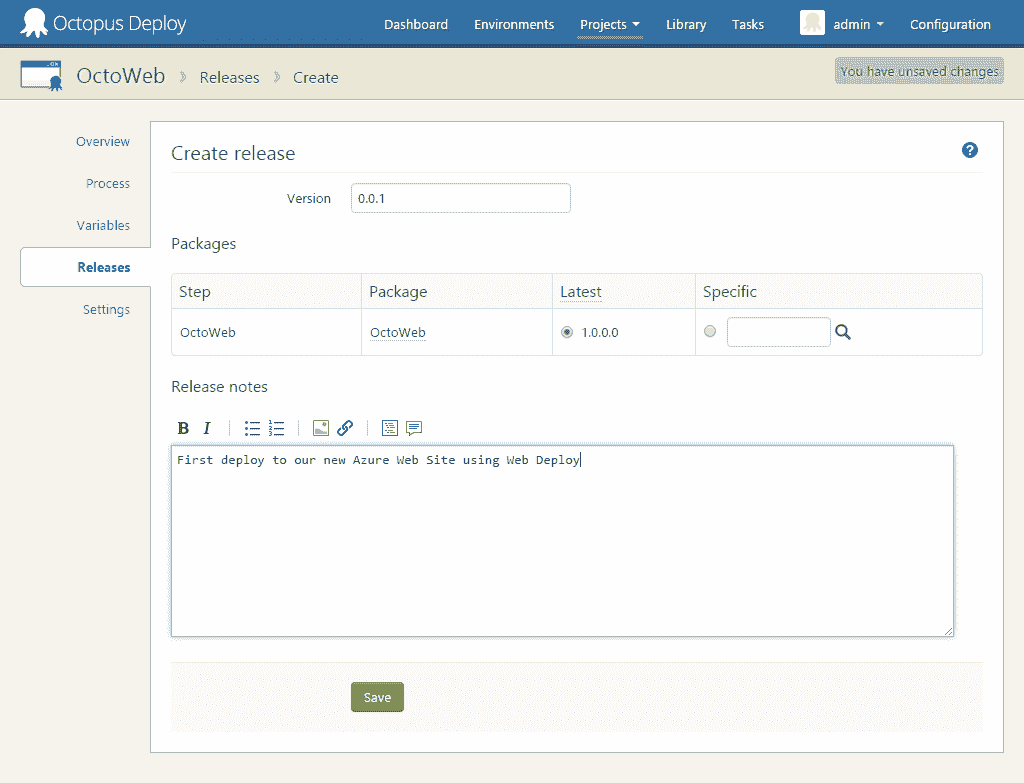 Octopus Deploy Dashboard Environments Projects Library Tasks admin Configuration
OctoWeb Releases Create You have unsaved changes
Overview
Process
Variables
Releases
Settings
Create release
Version 0.0.1
Packages
Step Package Latest Specific
OctoWeb OctoWeb 1.0.0.0
Release notes
B I
First deploy to our new Azure Web Site using Web Deploy
Save